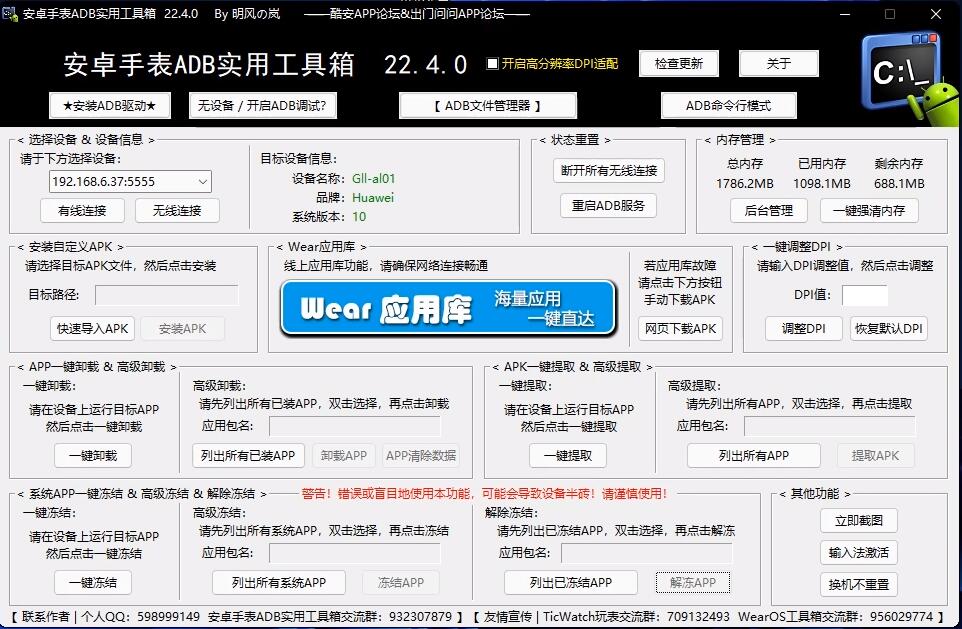 安卓手表ADB实用工具箱 22.4.0 By 明风の岚 ——酷安APP论坛&出门问问APP论坛——
安卓手表ADB实用工具箱 22.4.0
开启高分辨率DPI适配
检查更新
关于
C:\_
★安装ADB驱动★
无设备 / 开启ADB调试?
【 ADB文件管理器 】
ADB命令行模式
< 选择设备 & 设备信息 >
请于下方选择设备:
192.168.6.37:5555
有线连接
无线连接
目标设备信息:
设备名称: Gll-al01
品牌: Huawei
系统版本: 10
< 状态重置 >
断开所有无线连接
重启ADB服务
< 内存管理 >
总内存 已用内存 剩余内存
1786.2MB 1098.1MB 688.1MB
后台管理
一键强清内存
< 安装自定义APK >
请选择目标APK文件，然后点击安装
目标路径:
快速导入APK
安装APK
< Wear应用库 >
线上应用库功能，请确保网络连接畅通
Wear 应用库
海量应用
一键直达
若应用库故障
请点击下方按钮
手动下载APK
网页下载APK
< 一键调整DPI >
请输入DPI调整值，然后点击调整
DPI值:
调整DPI
恢复默认DPI
< APP一键卸载 & 高级卸载 >
一键卸载:
请在设备上运行目标APP
然后点击一键卸载
一键卸载
高级卸载:
请先列出所有已装APP，双击选择，再点击卸载
应用包名:
列出所有已装APP
卸载APP
APP清除数据
< APK一键提取 & 高级提取 >
一键提取:
请在设备上运行目标APP
然后点击一键提取
一键提取
高级提取:
请先列出所有APP，双击选择，再点击提取
应用包名:
列出所有APP
提取APK
< 系统APP一键冻结 & 高级冻结 & 解除冻结 >
警告！错误或盲目地使用本功能，可能会导致设备半砖！请谨慎使用！
一键冻结:
请在设备上运行目标APP
然后点击一键冻结
一键冻结
高级冻结:
请先列出所有系统APP，双击选择，再点击冻结
应用包名:
列出所有系统APP
冻结APP
解除冻结:
请先列出已冻结APP，双击选择，再点击解冻
应用包名:
列出已冻结APP
解冻APP
< 其他功能 >
立即截图
输入法激活
换机不重置
【 联系作者 | 个人QQ: 598999149 安卓手表ADB实用工具箱交流群: 932307879 】【 友情宣传 | TicWatch玩表交流群: 709132493 WearOS工具箱交流群: 956029774 】